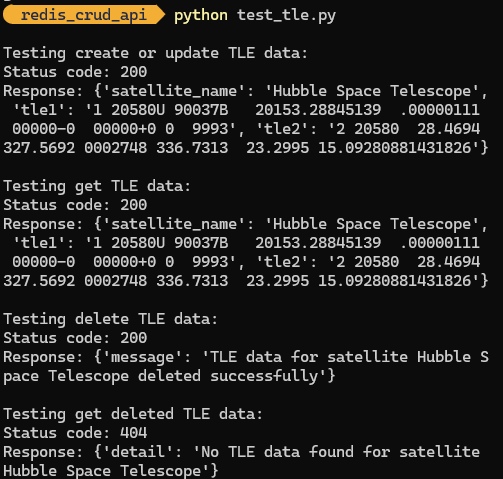 redis_crud_api python test_tle.py
Testing create or update TLE data:
Status code: 200
Response: {'satellite_name': 'Hubble Space Telescope',
 'tle1': '1 20580U 90037B   20153.28845139  .00000111
 00000-0  00000+0 0  9993', 'tle2': '2 20580  28.4694
327.5692 0002748 336.7313  23.2995 15.09280881431826'}
Testing get TLE data:
Status code: 200
Response: {'satellite_name': 'Hubble Space Telescope',
 'tle1': '1 20580U 90037B   20153.28845139  .00000111
 00000-0  00000+0 0  9993', 'tle2': '2 20580  28.4694
327.5692 0002748 336.7313  23.2995 15.09280881431826'}
Testing delete TLE data:
Status code: 200
Response: {'message': 'TLE data for satellite Hubble S
pace Telescope deleted successfully'}
Testing get deleted TLE data:
Status code: 404
Response: {'detail': 'No TLE data found for satellite
Hubble Space Telescope'}